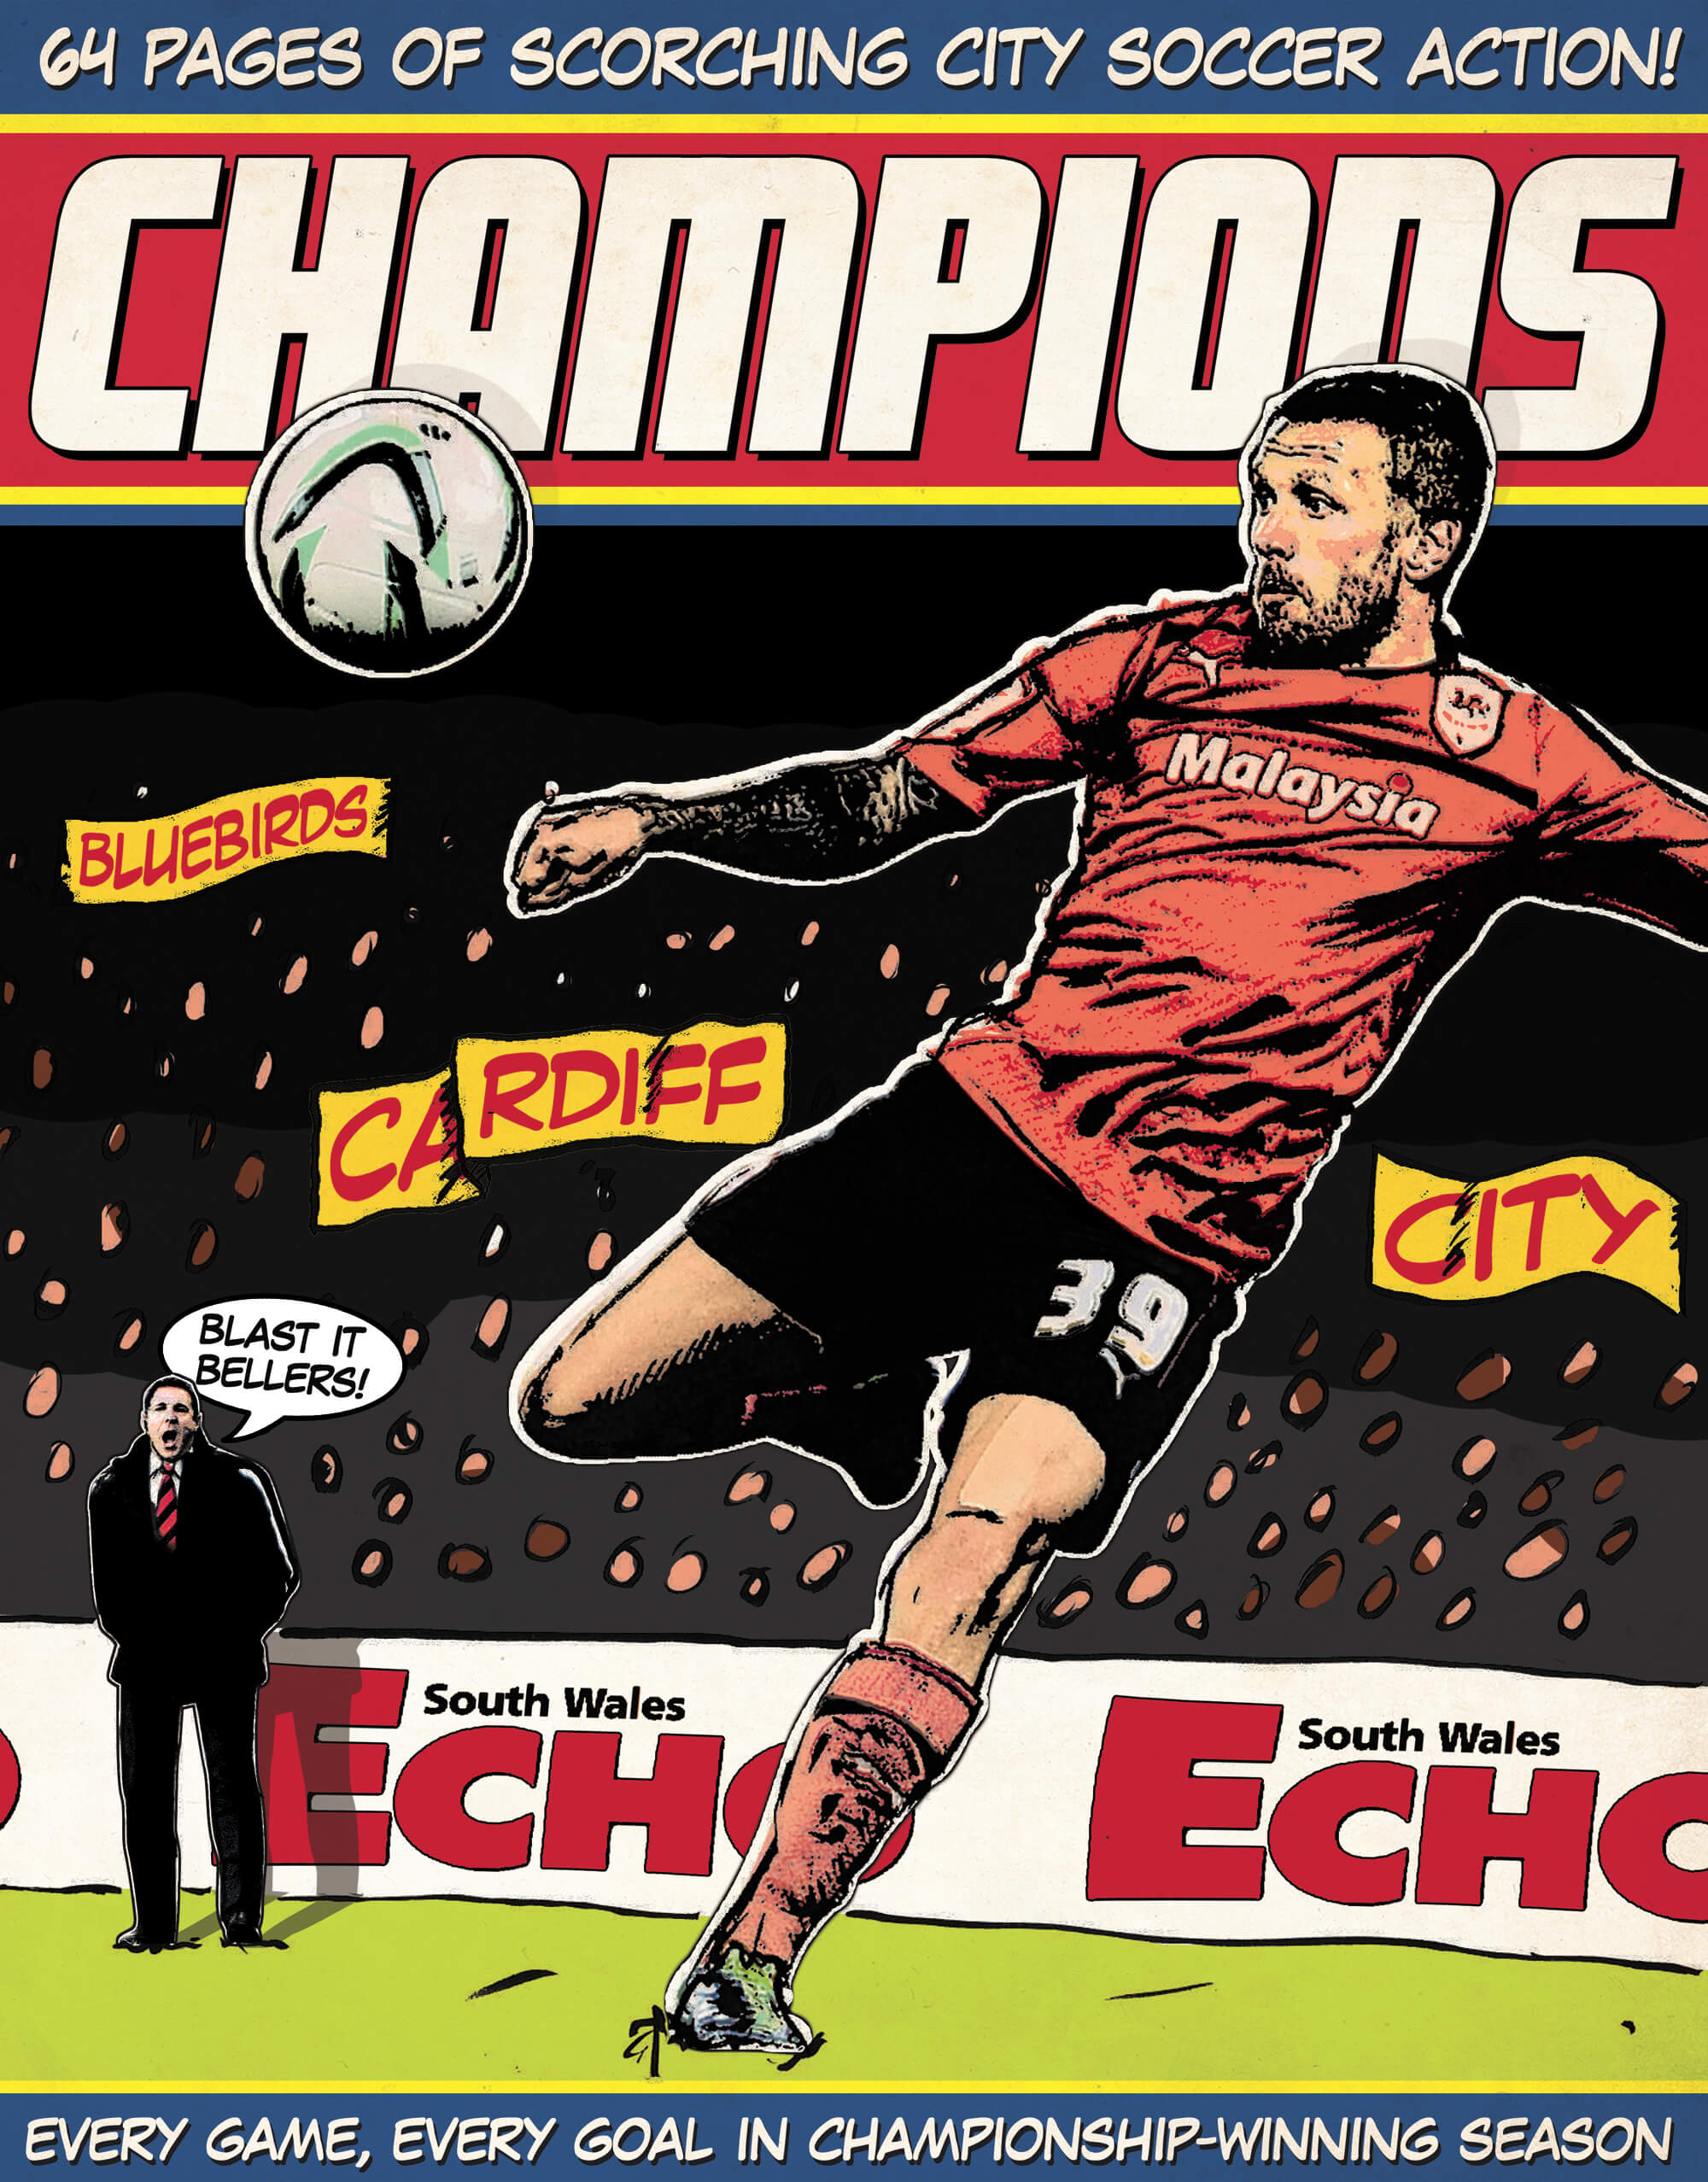 64 PAGES OF SCORCHING CITY SOCCER ACTION!
CHAMPIONS
Malaysia
BLUEBIRDS
CARDIFF
CITY
39
BLAST IT
BELLERS!
South Wales
ECHO
South Wales
ECHO
EVERY GAME, EVERY GOAL IN CHAMPIONSHIP-WINNING SEASON